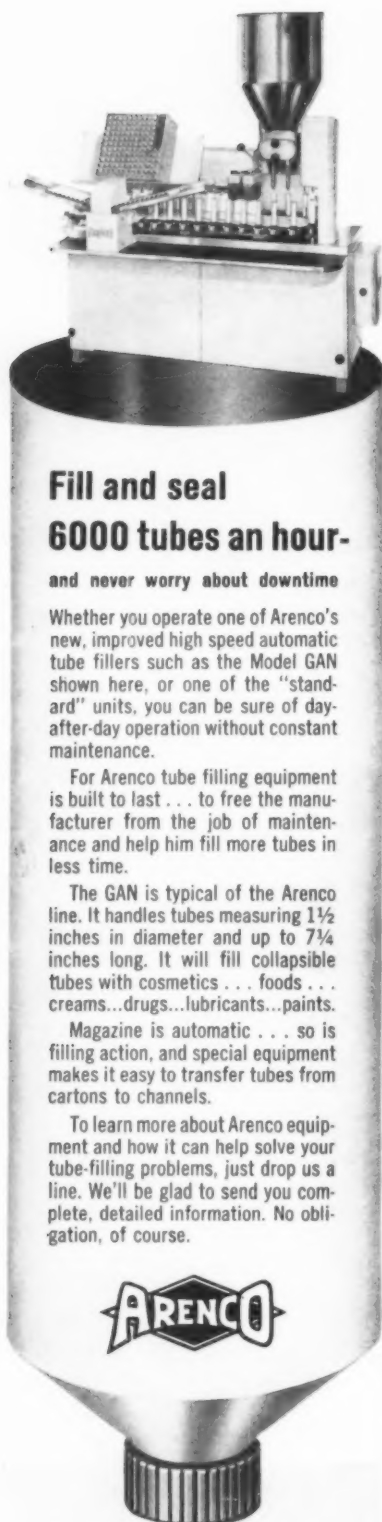 Fill and seal
6000 tubes an hour-
and never worry about downtime
Whether you operate one of Arenco's
new, improved high speed automatic
tube fillers such as the Model GAN
shown here, or one of the "stand-
ard" units, you can be sure of day-
after-day operation without constant
maintenance.
For Arenco tube filling equipment
is built to last . . . to free the manu-
facturer from the job of mainten-
ance and help him fill more tubes in
less time.
The GAN is typical of the Arenco
line. It handles tubes measuring 1½
inches in diameter and up to 7¼
inches long. It will fill collapsible
tubes with cosmetics . . . foods . . .
creams...drugs...lubricants...paints.
Magazine is automatic . . . so is
filling action, and special equipment
makes it easy to transfer tubes from
cartons to channels.
To learn more about Arenco equip-
ment and how it can help solve your
tube-filling problems, just drop us a
line. We'll be glad to send you com-
plete, detailed information. No obli-
gation, of course.
ARENCO